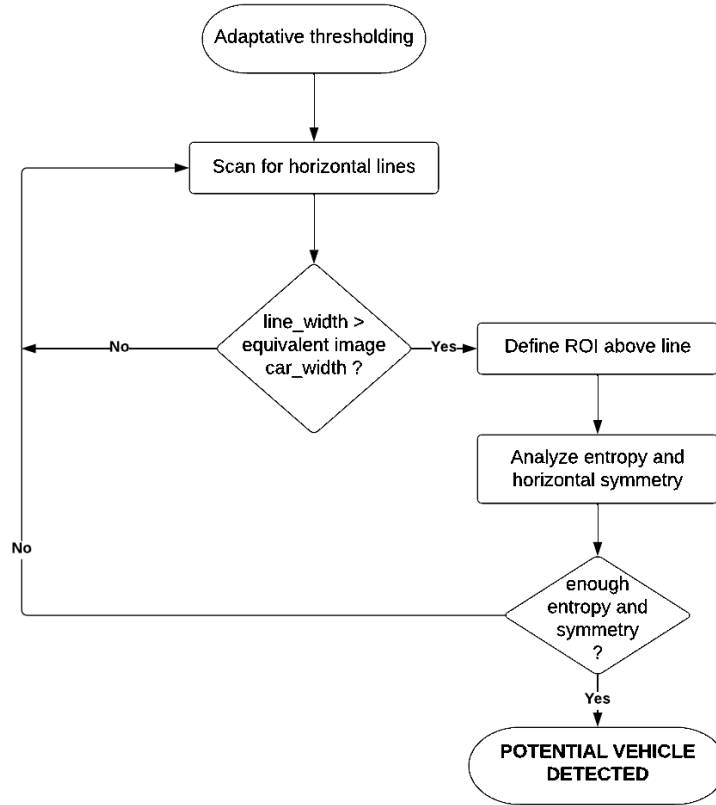 Adaptative thresholding
Scan for horizontal lines
line_width >
equivalent image
car_width ?
No
Yes
Define ROI above line
Analyze entropy and
horizontal symmetry
No
enough
entropy and
symmetry
?
Yes
POTENTIAL VEHICLE
DETECTED